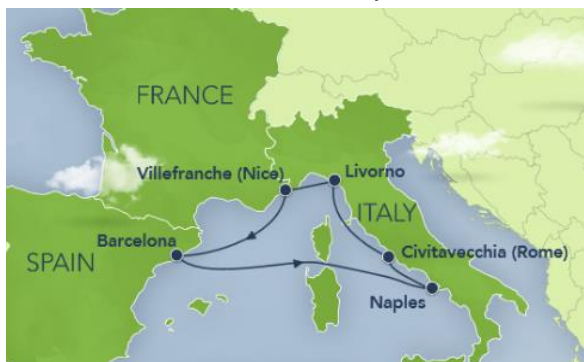 FRANCE
Villefranche (Nice)
Livorno
ITALY
Barcelona
SPAIN
Civitavecchia (Rome)
Naples